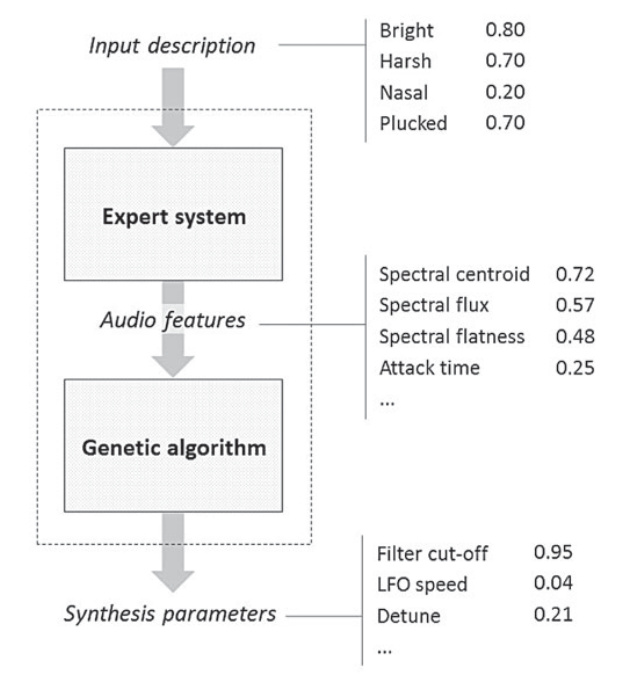 Input description
Bright 0.80
Harsh 0.70
Nasal 0.20
Plucked 0.70
Expert system
Audio features
Spectral centroid 0.72
Spectral flux 0.57
Spectral flatness 0.48
Attack time 0.25
...
Genetic algorithm
Synthesis parameters
Filter cut-off 0.95
LFO speed 0.04
Detune 0.21
...